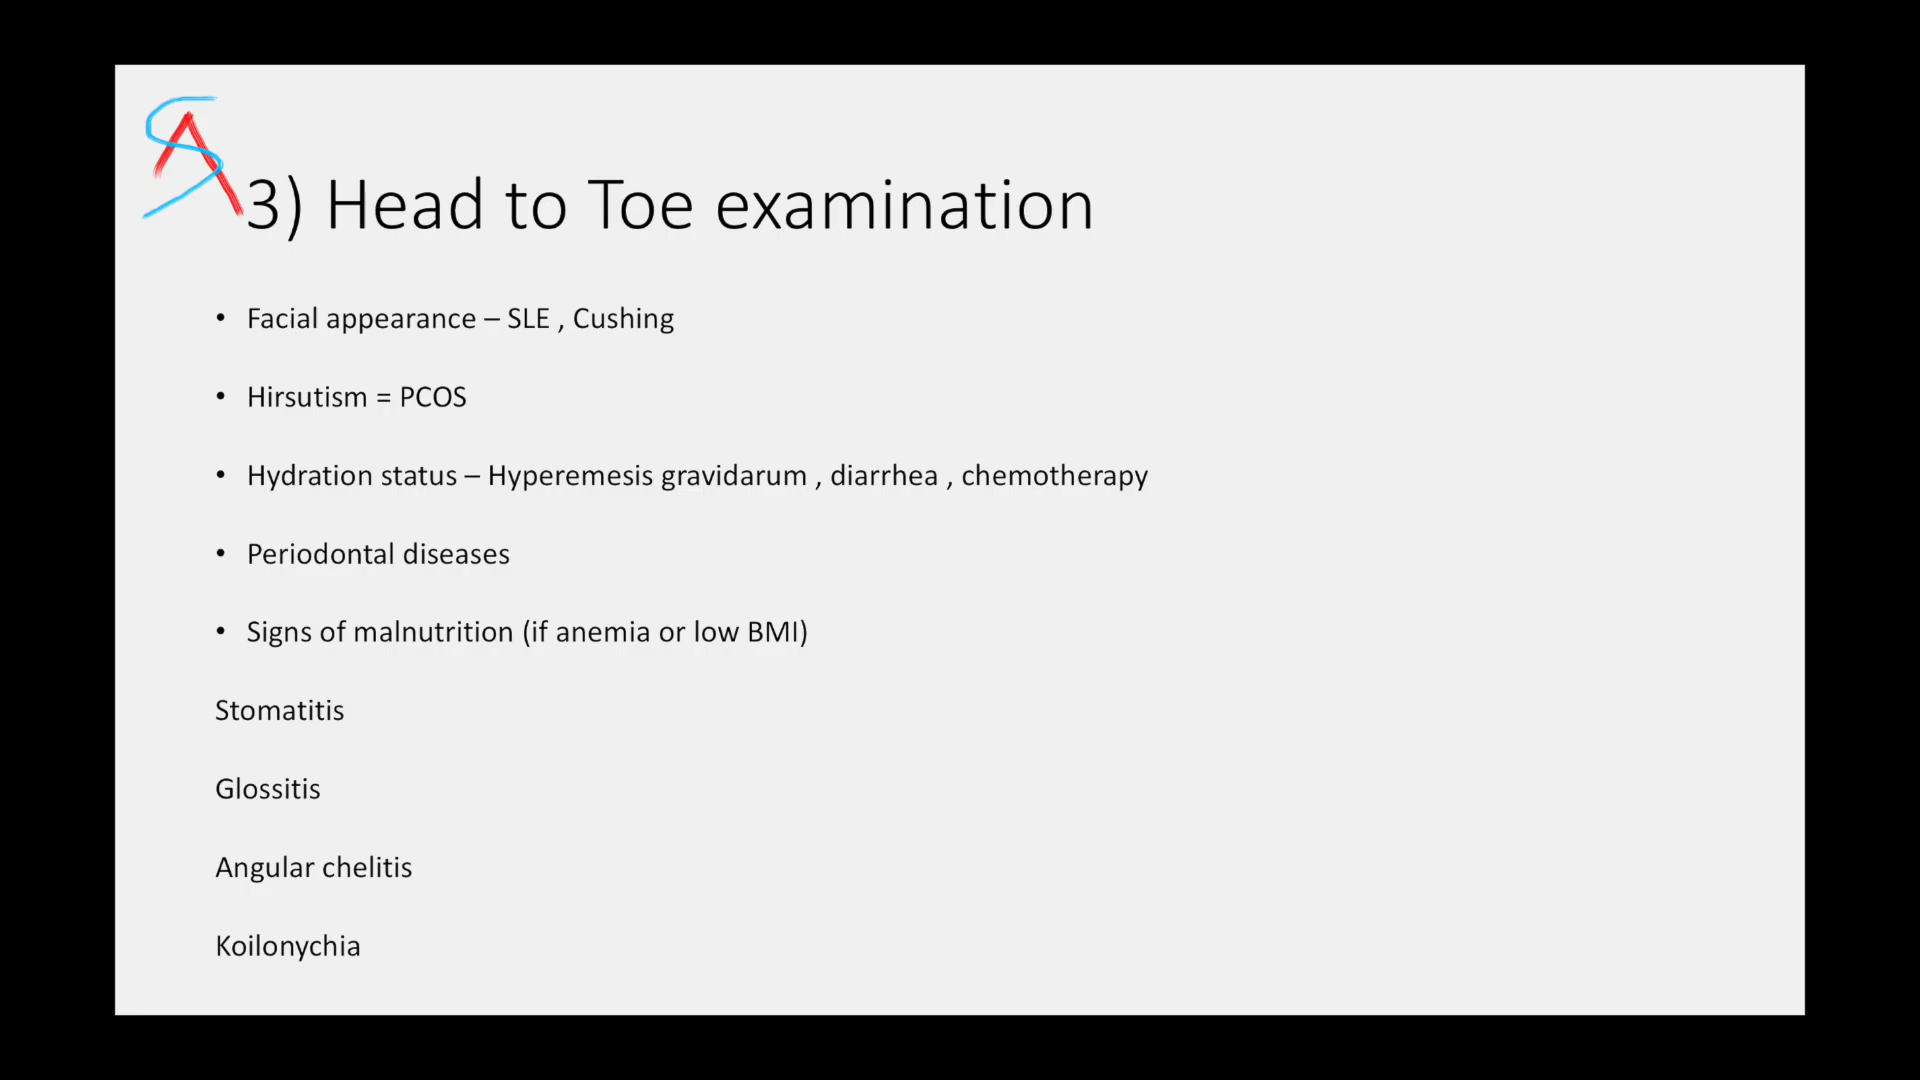 SA
3) Head to Toe examination
• Facial appearance – SLE , Cushing
• Hirsutism = PCOS
• Hydration status – Hyperemesis gravidarum , diarrhea , chemotherapy
• Periodontal diseases
• Signs of malnutrition (if anemia or low BMI)
Stomatitis
Glossitis
Angular chelitis
Koilonychia